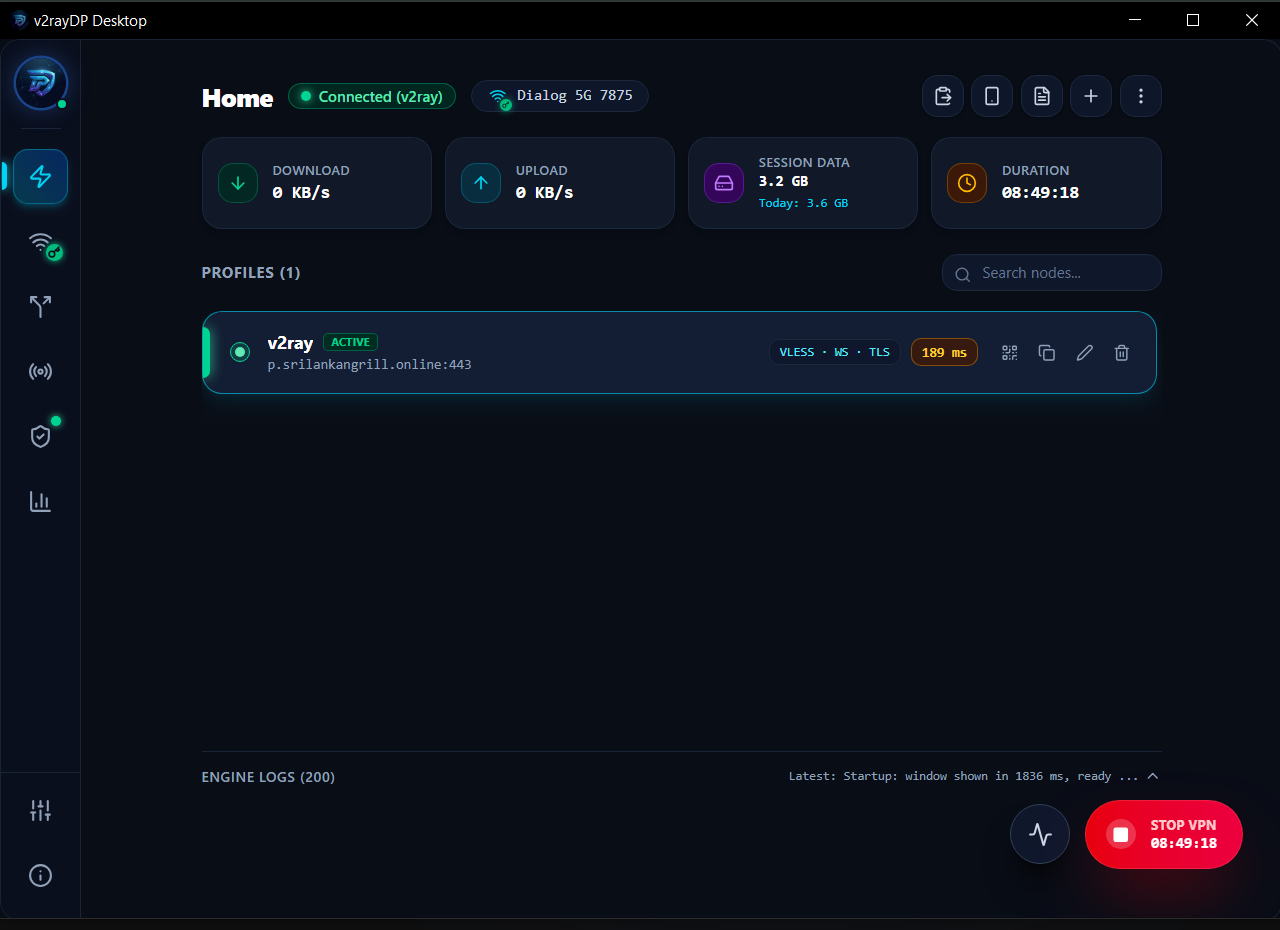 v2rayDP Desktop
Home
Connected (v2ray)
Dialog 5G 7875
DOWNLOAD
0 KB/s
UPLOAD
0 KB/s
SESSION DATA
3.2 GB
Today: 3.6 GB
DURATION
08:49:18
PROFILES (1)
Search nodes...
v2ray ACTIVE
p.srilankangrill.online:443
VLESS · WS · TLS
189 ms
ENGINE LOGS (200)
Latest: Startup: window shown in 1836 ms, ready ...
STOP VPN
08:49:18